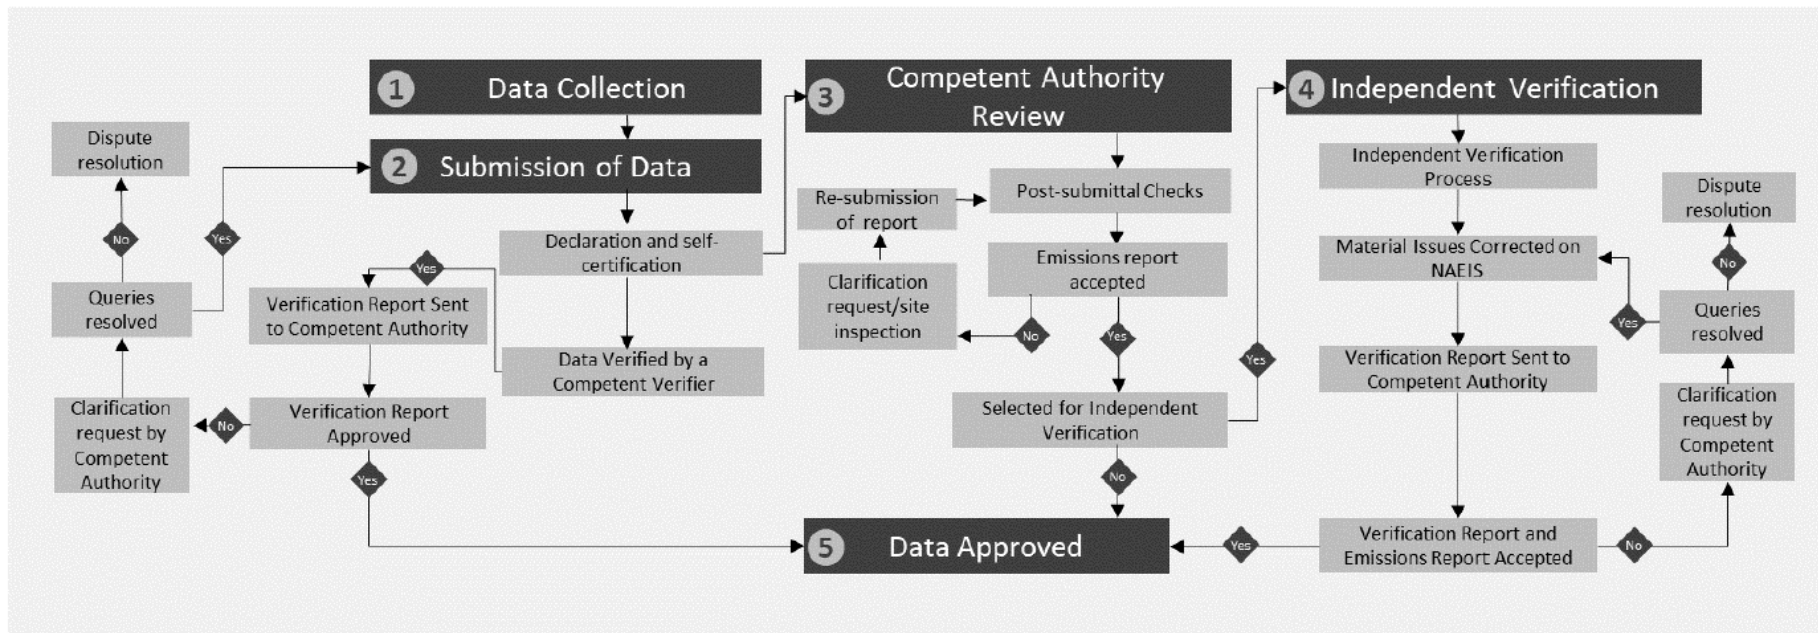 1 Data Collection
2 Submission of Data
Dispute
resolution
No
Yes
Queries
resolved
Clarification
request by
Competent
Authority
Declaration and self-
certification
Yes
Verification Report Sent
to Competent Authority
Data Verified by a
Competent Verifier
Verification Report
Approved
No
Yes
3 Competent Authority
Review
Post-submittal Checks
Re-submission
of report
Emissions report
accepted
Clarification
request/site
inspection
No
Yes
Selected for Independent
Verification
Yes
No
4 Independent Verification
Independent Verification
Process
Material Issues Corrected on
NAEIS
Verification Report Sent to
Competent Authority
Verification Report and
Emissions Report Accepted
Dispute
resolution
No
Yes
Queries
resolved
Clarification
request by
Competent
Authority
No
Yes
5 Data Approved